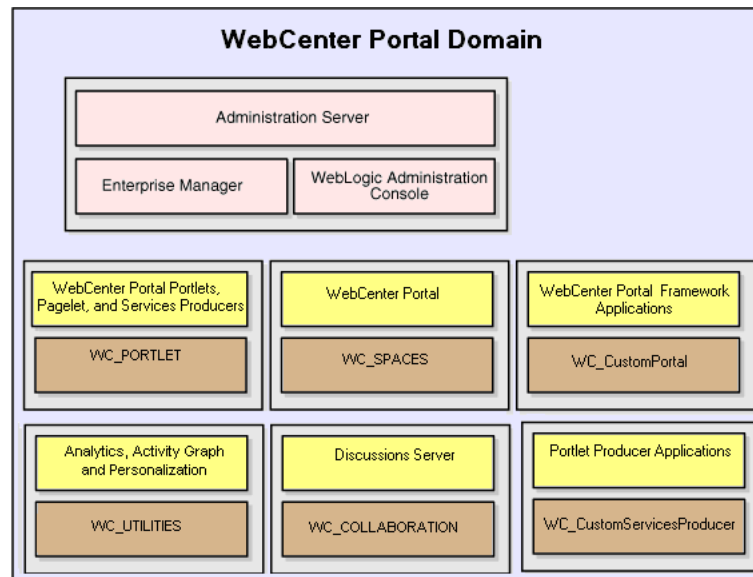 WebCenter Portal Domain
Administration Server
Enterprise Manager
WebLogic Administration
Console
WebCenter Portal Portlets,
Pagelet, and Services Producers
WC_PORTLET
WebCenter Portal
WC_SPACES
WebCenter Portal Framework
Applications
WC_CustomPortal
Analytics, Activity Graph
and Personalization
WC_UTILITIES
Discussions Server
WC_COLLABORATION
Portlet Producer Applications
WC_CustomServicesProducer